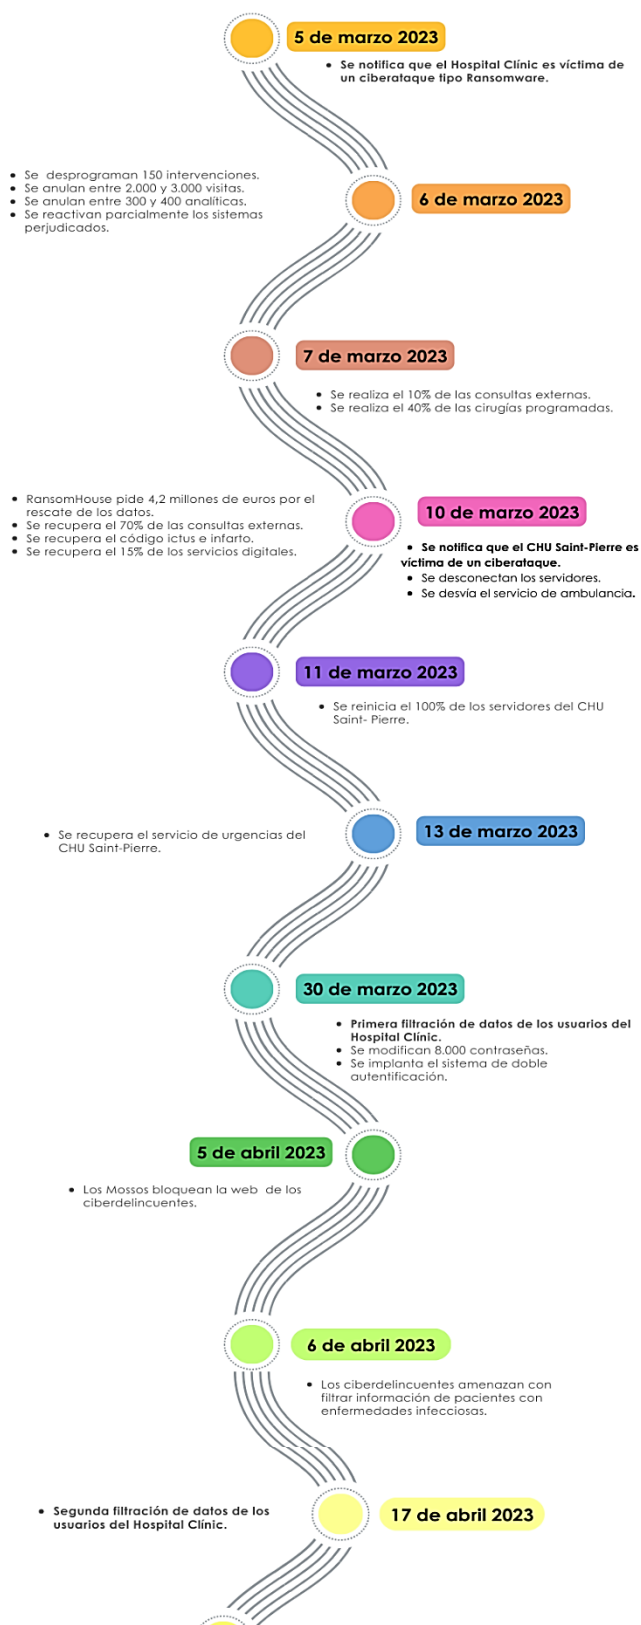 5 de marzo 2023
• Se notifica que el Hospital Clínic es víctima de
un ciberataque tipo Ransomware.
6 de marzo 2023
• Se desprograman 150 intervenciones.
• Se anulan entre 2.000 y 3.000 visitas.
• Se anulan entre 300 y 400 analíticas.
• Se reactivan parcialmente los sistemas
perjudicados.
7 de marzo 2023
• Se realiza el 10% de las consultas externas.
• Se realiza el 40% de las cirugías programadas.
10 de marzo 2023
• RansomHouse pide 4,2 millones de euros por el
rescate de los datos.
• Se recupera el 70% de las consultas externas.
• Se recupera el código ictus e infarto.
• Se recupera el 15% de los servicios digitales.
• Se notifica que el CHU Saint-Pierre es
víctima de un ciberataque.
• Se desconectan los servidores.
• Se desvía el servicio de ambulancia.
11 de marzo 2023
• Se reinicia el 100% de los servidores del CHU
Saint- Pierre.
13 de marzo 2023
• Se recupera el servicio de urgencias del
CHU Saint-Pierre.
30 de marzo 2023
• Primera filtración de datos de los usuarios del
Hospital Clínic.
• Se modifican 8.000 contraseñas.
• Se implanta el sistema de doble
autentificación.
5 de abril 2023
• Los Mossos bloquean la web de los
ciberdelincuentes.
6 de abril 2023
• Los ciberdelincuentes amenazan con
filtrar información de pacientes con
enfermedades infecciosas.
17 de abril 2023
• Segunda filtración de datos de los
usuarios del Hospital Clínic.